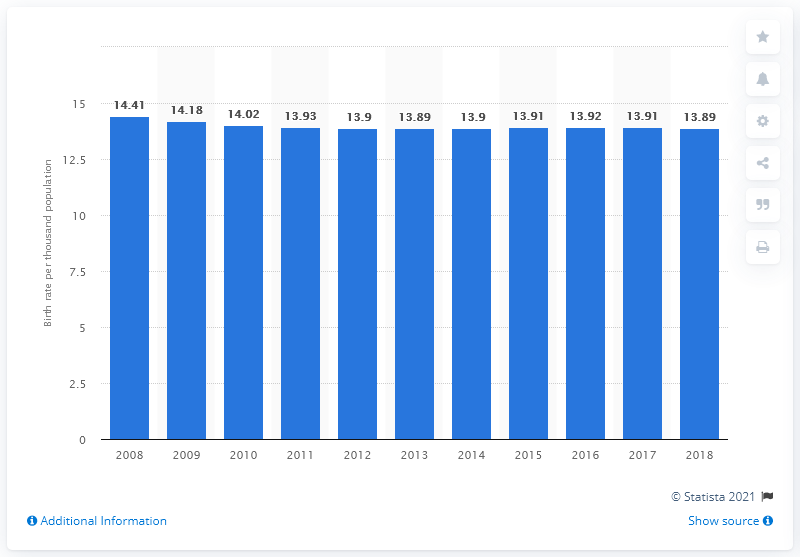 Birth rate per thousand population
15
12.5
10
7.5
5
2.5
0
14.41 14.18 14.02 13.93 13.9 13.89 13.9 13.91 13.92 13.91 13.89
2008 2009 2010 2011 2012 2013 2014 2015 2016 2017 2018
© Statista 2021
Additional Information Show source